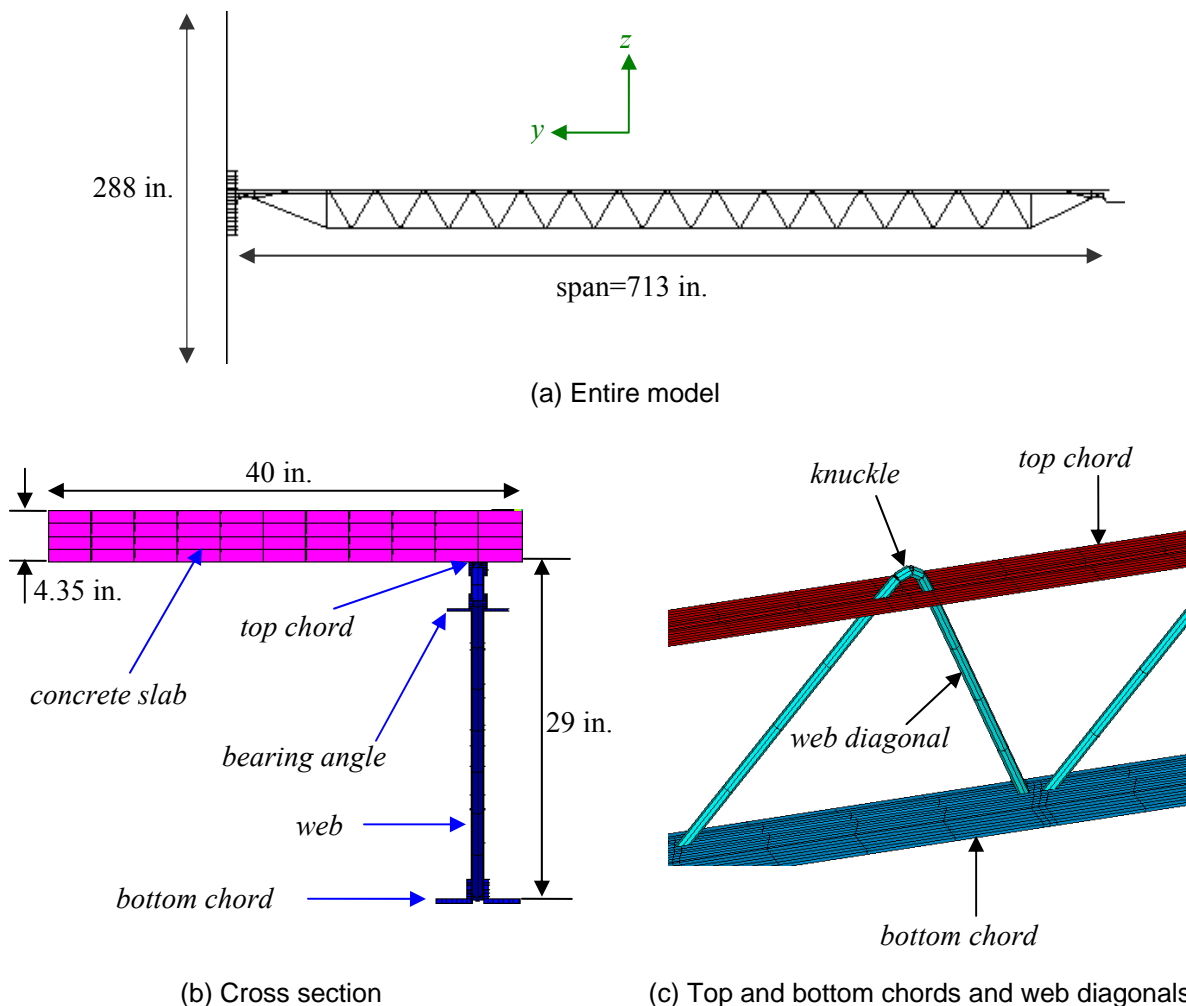 z
y
288 in.
span=713 in.
(a) Entire model
40 in.
4.35 in.
top chord
concrete slab
29 in.
bearing angle
web
bottom chord
(b) Cross section
top chord
knuckle
web diagonal
bottom chord
(c) Top and bottom chords and web diagonals